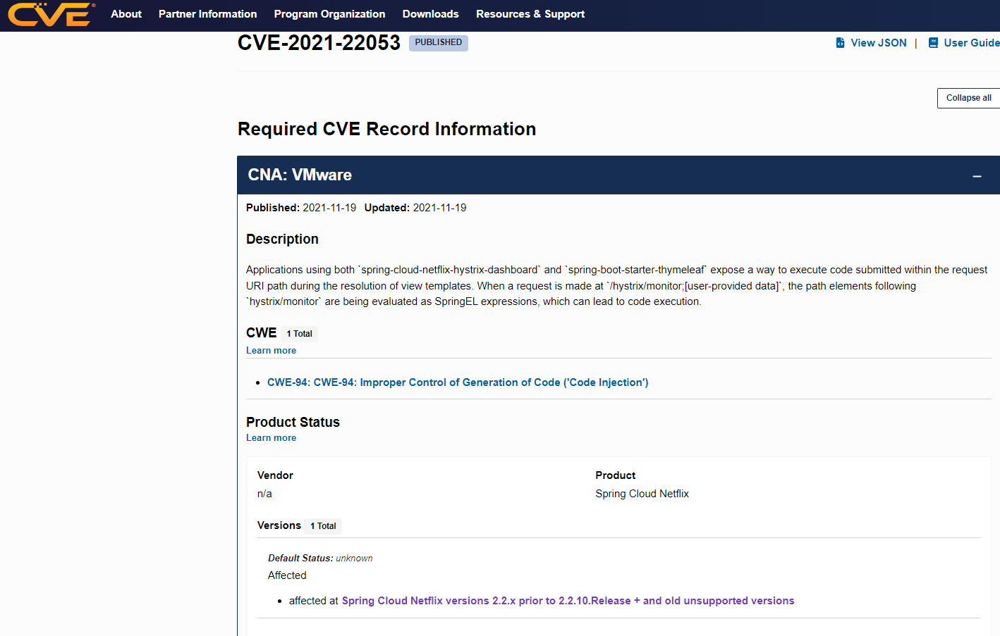 CVE®
About Partner Information Program Organization Downloads Resources & Support
CVE-2021-22053 PUBLISHED
View JSON | User Guide
Collapse all
Required CVE Record Information
CNA: VMware
Published: 2021-11-19 Updated: 2021-11-19
Description
Applications using both `spring-cloud-netflix-hystrix-dashboard` and `spring-boot-starter-thymeleaf` expose a way to execute code submitted within the request
URI path during the resolution of view templates. When a request is made at `/hystrix/monitor;[user-provided data]`, the path elements following
`hystrix/monitor` are being evaluated as SpringEL expressions, which can lead to code execution.
CWE 1 Total
Learn more
• CWE-94: CWE-94: Improper Control of Generation of Code ('Code Injection')
Product Status
Learn more
Vendor Product
n/a Spring Cloud Netflix
Versions 1 Total
Default Status: unknown
Affected
• affected at Spring Cloud Netflix versions 2.2.x prior to 2.2.10.Release + and old unsupported versions